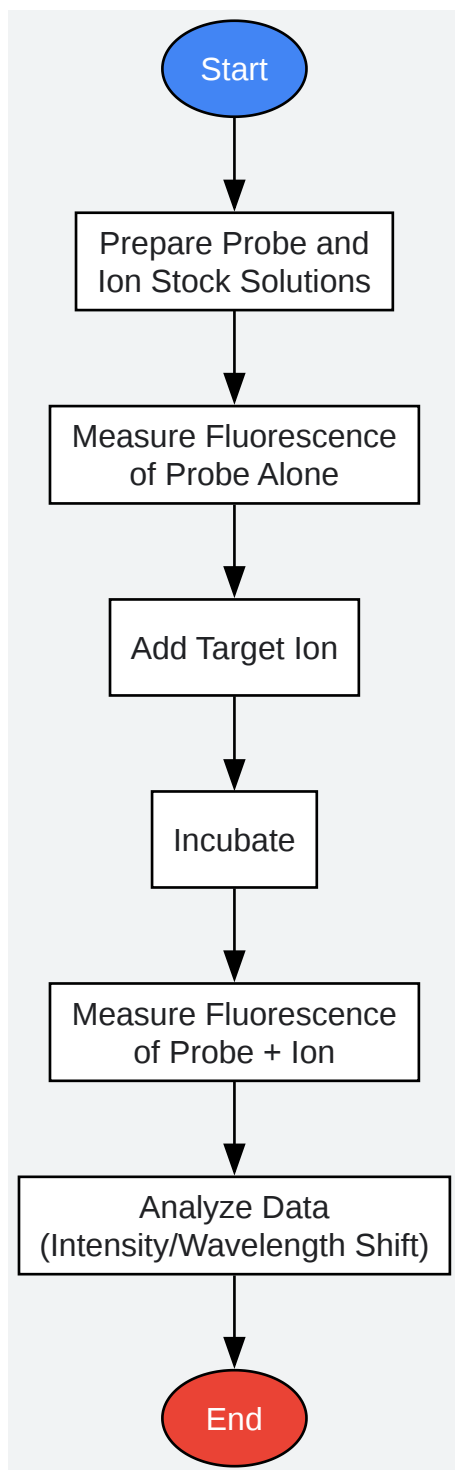 Start
Prepare Probe and
Ion Stock Solutions
Measure Fluorescence
of Probe Alone
Add Target Ion
Incubate
Measure Fluorescence
of Probe + Ion
Analyze Data
(Intensity/Wavelength Shift)
End